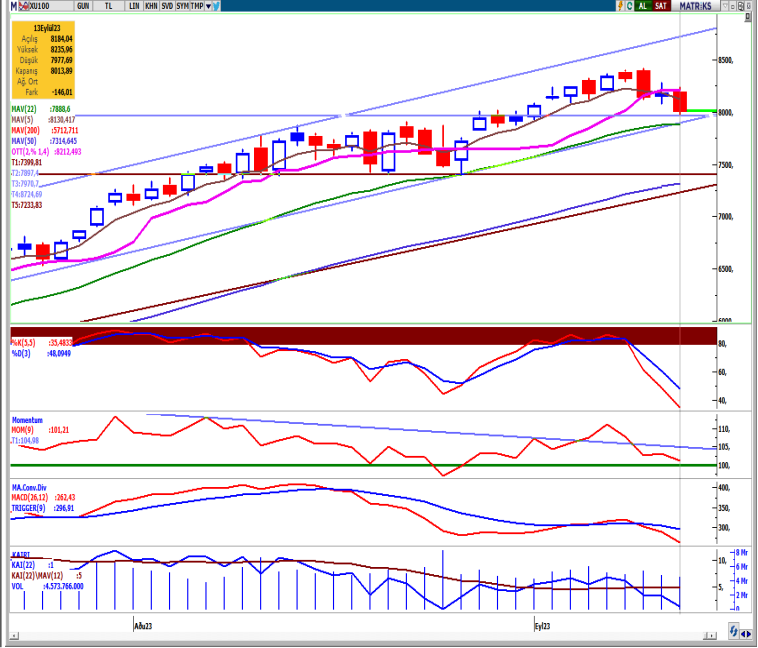 M XU100 GUN TL LIN KHN SVD SYM TMP C AL SAT MATRIKS
13Eylül23
Açılış 8184,04
Yüksek 8235,96
Düşük 7977,69
Kapanış 8013,89
Ağ. Ort
Fark -146,01
MAV(22) :7888,6
MAV(5) :8130,417
MAV(200) :5712,711
MAV(50) :7314,645
OTT(2,% 1.4) :8212,493
T1:7399,81
T2:7897,4
T3:7970,7
T4:8724,69
T5:7233,83
8500,
8000,
7500,
7000,
6500,
6000
%K(5,5) :35,4833
%D(3) :48,0949
80,
60,
40,
Momentum
MOM(9) :101,21
T1:104,98
110,
105,
100,
MA.Conv.Div
MACD(26,12) :262,43
TRIGGER(9) :296,91
400,
350,
300,
KAIRI
KAI(22) :1
KAI(22)\MAV(12) :5
VOL :4.573.766.000
10,
5,
8 Mr
6 Mr
4 Mr
2 Mr
0
Ağu23
Eyl23